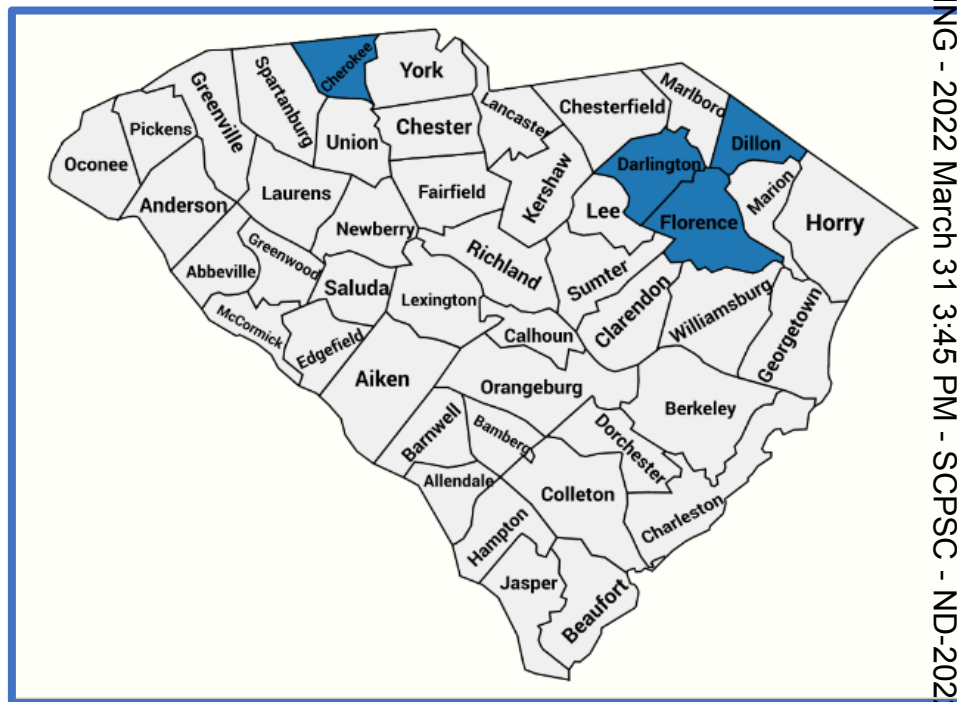 Cherokee
York
Spartanburg
Greenville
Pickens
Oconee
Union
Chester
Lancaster
Chesterfield
Marlboro
Dillon
Darlington
Anderson
Laurens
Fairfield
Kershaw
Lee
Florence
Marion
Horry
Newberry
Abbeville
Greenwood
Saluda
Lexington
Richland
Sumter
Clarendon
Williamsburg
Georgetown
McCormick
Edgefield
Calhoun
Aiken
Orangeburg
Berkeley
Barnwell
Bamberg
Dorchester
Allendale
Colleton
Charleston
Hampton
Jasper
Beaufort
NG - 2022 March 31 3:45 PM - SCPSC - ND-202